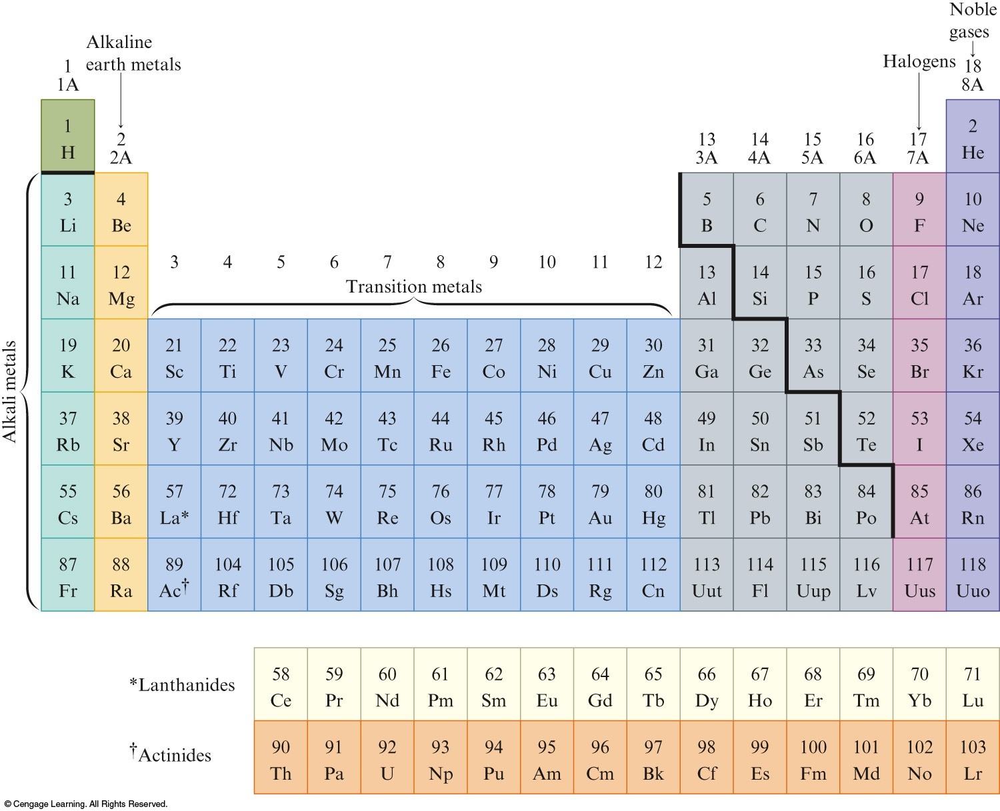 Noble
gases
Alkaline
earth metals
Halogens
1
1A
18
8A
1
H
2
2A
13
3A
14
4A
15
5A
16
6A
17
7A
2
He
3 4 5 6 7 8 9 10
Li Be B C N O F Ne
3 4 5 6 7 8 9 10 11 12
Transition metals
11 12 13 14 15 16 17 18
Na Mg Al Si P S Cl Ar
Alkali metals
19 20 21 22 23 24 25 26 27 28 29 30 31 32 33 34 35 36
K Ca Sc Ti V Cr Mn Fe Co Ni Cu Zn Ga Ge As Se Br Kr
37 38 39 40 41 42 43 44 45 46 47 48 49 50 51 52 53 54
Rb Sr Y Zr Nb Mo Tc Ru Rh Pd Ag Cd In Sn Sb Te I Xe
55 56 57 72 73 74 75 76 77 78 79 80 81 82 83 84 85 86
Cs Ba La* Hf Ta W Re Os Ir Pt Au Hg Tl Pb Bi Po At Rn
87 88 89 104 105 106 107 108 109 110 111 112 113 114 115 116 117 118
Fr Ra Ac† Rf Db Sg Bh Hs Mt Ds Rg Cn Uut Fl Uup Lv Uus Uuo
*Lanthanides
58 59 60 61 62 63 64 65 66 67 68 69 70 71
Ce Pr Nd Pm Sm Eu Gd Tb Dy Ho Er Tm Yb Lu
†Actinides
90 91 92 93 94 95 96 97 98 99 100 101 102 103
Th Pa U Np Pu Am Cm Bk Cf Es Fm Md No Lr
© Cengage Learning. All Rights Reserved.